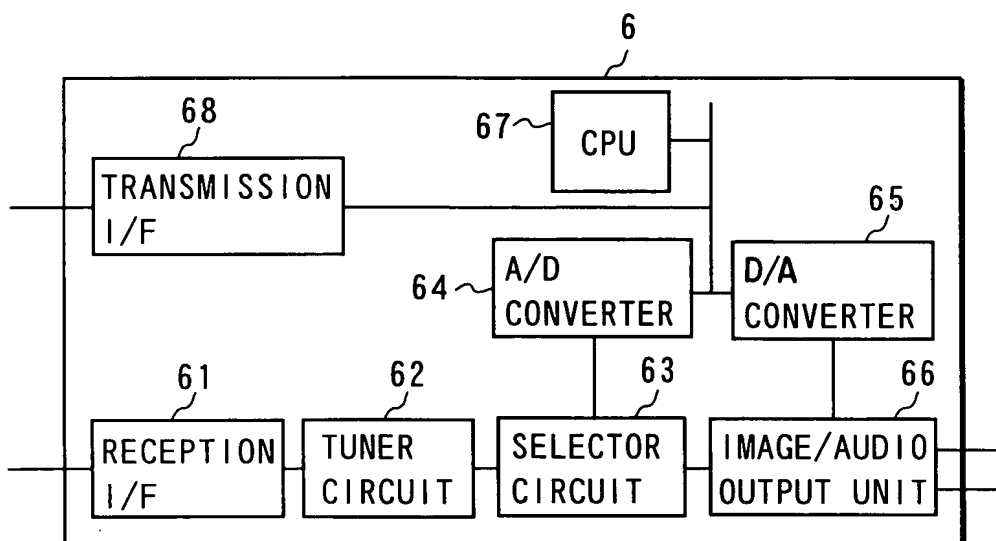 6
67
CPU
68
TRANSMISSION
I/F
65
64
A/D
CONVERTER
D/A
CONVERTER
61
62
63
66
RECEPTION
I/F
TUNER
CIRCUIT
SELECTOR
CIRCUIT
IMAGE/AUDIO
OUTPUT UNIT